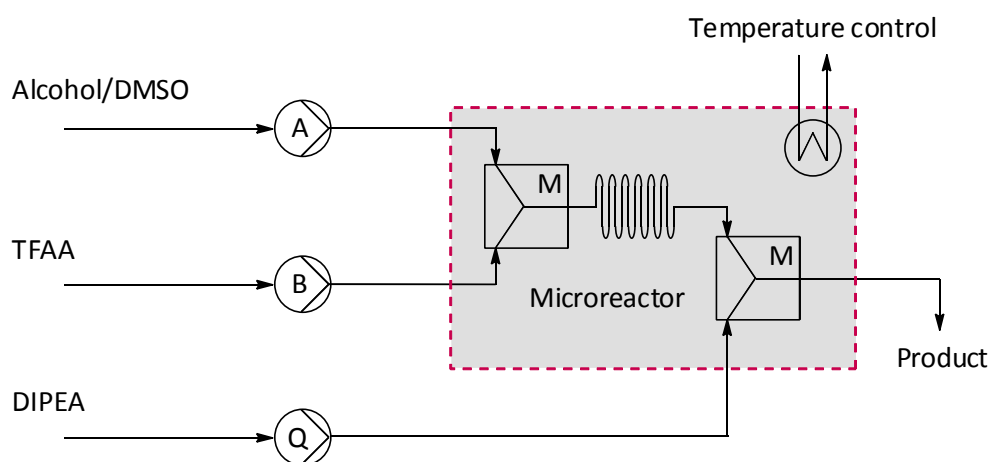 Temperature control
Alcohol/DMSO
A
M
TFAA
B
M
Microreactor
Product
DIPEA
Q